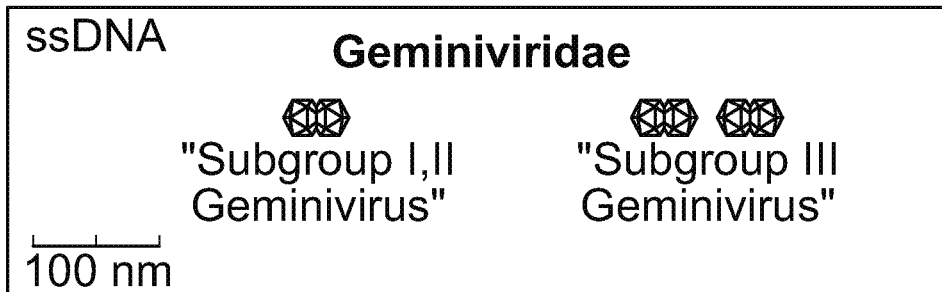 ssDNA
Geminiviridae
"Subgroup I,II
Geminivirus"
"Subgroup III
Geminivirus"
100 nm